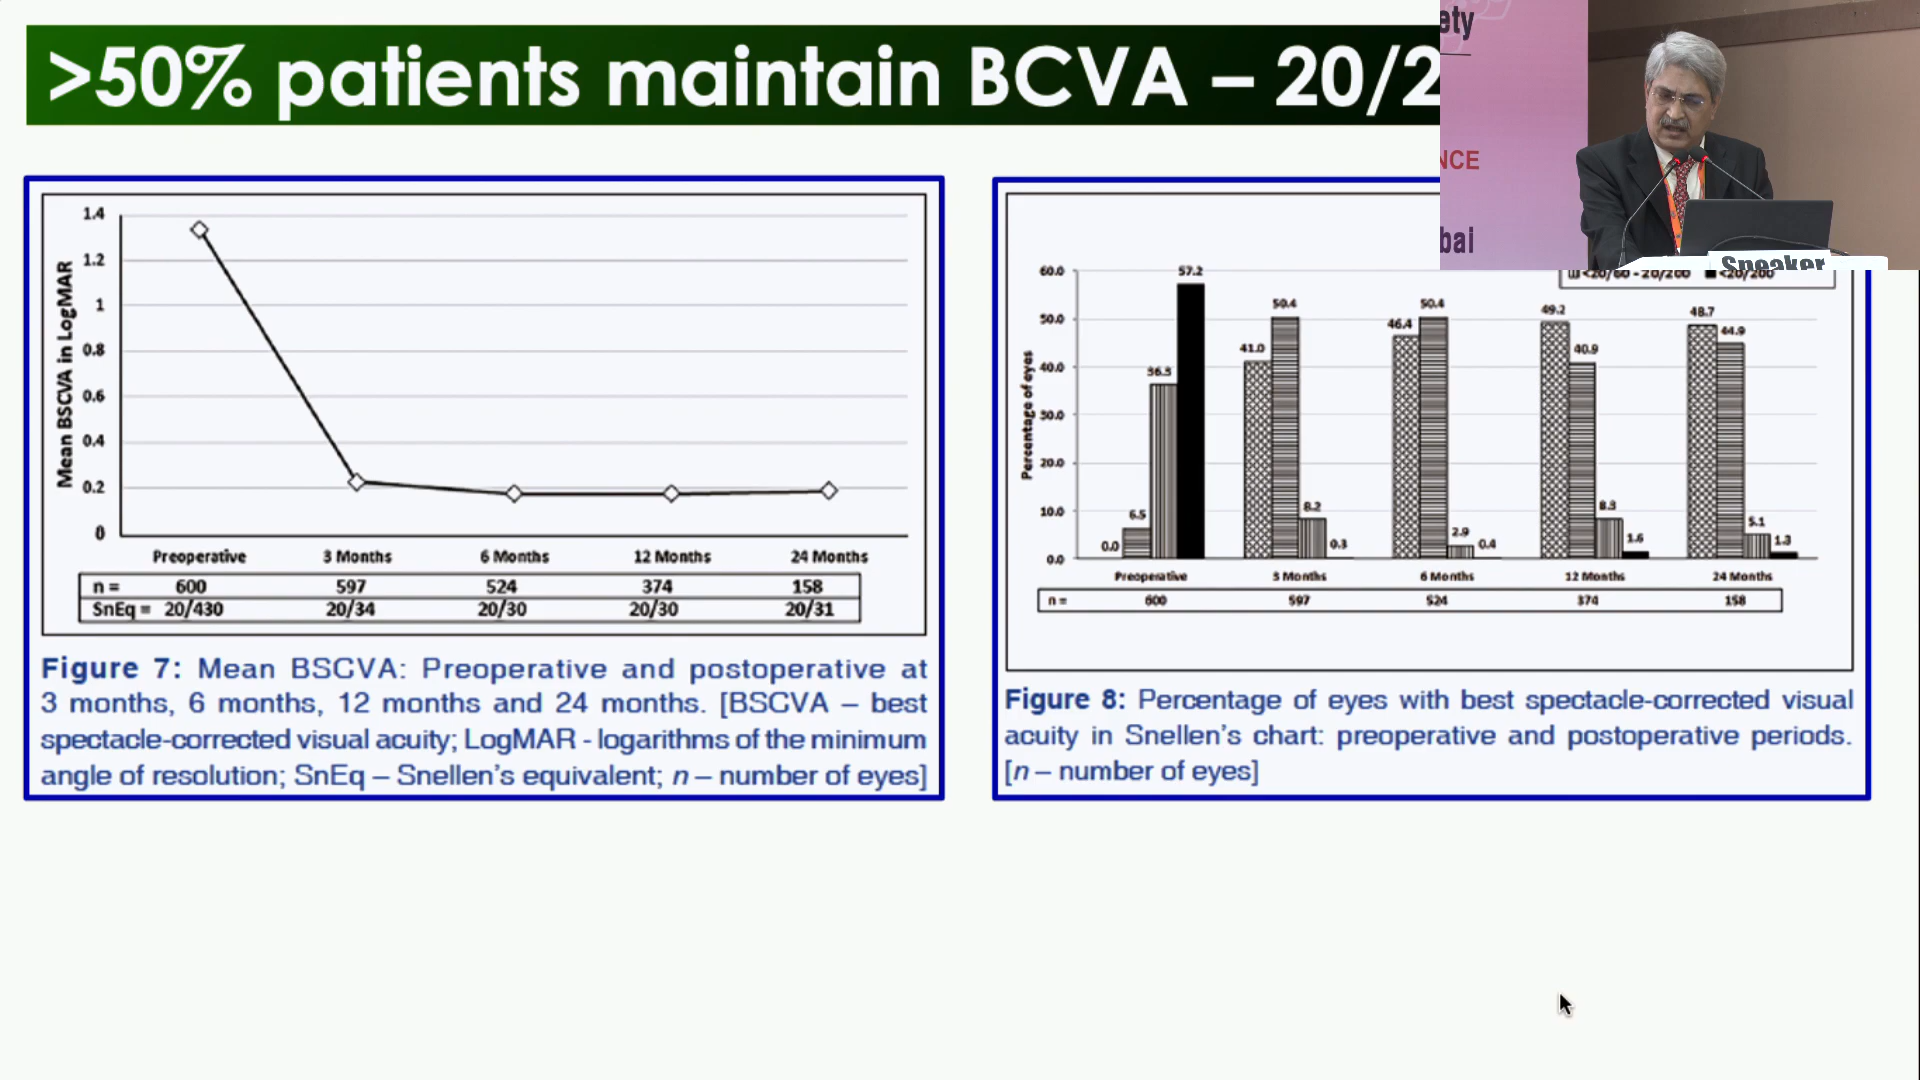 >50% patients maintain BCVA – 20/2
ety
NCE
bai
Speaker
1.4
1.2
1
0.8
0.6
0.4
0.2
0
Mean BSCVA in LogMAR
Preoperative 3 Months 6 Months 12 Months 24 Months
n = 600 597 524 374 158
SnEq = 20/430 20/34 20/30 20/30 20/31
Figure 7: Mean BSCVA: Preoperative and postoperative at
3 months, 6 months, 12 months and 24 months. [BSCVA – best
spectacle-corrected visual acuity; LogMAR - logarithms of the minimum
angle of resolution; SnEq – Snellen's equivalent; n – number of eyes]
<20/60 - 20/200 <20/200
60.0
50.0
40.0
30.0
20.0
10.0
0.0
Percentage of eyes
0.0 6.5 36.3 57.2
41.0 50.4 8.2 0.3
46.4 50.4 2.9 0.4
49.2 40.9 8.3 1.6
48.7 44.9 5.1 1.3
Preoperative 3 Months 6 Months 12 Months 24 Months
n = 600 597 524 374 158
Figure 8: Percentage of eyes with best spectacle-corrected visual
acuity in Snellen's chart: preoperative and postoperative periods.
[n – number of eyes]